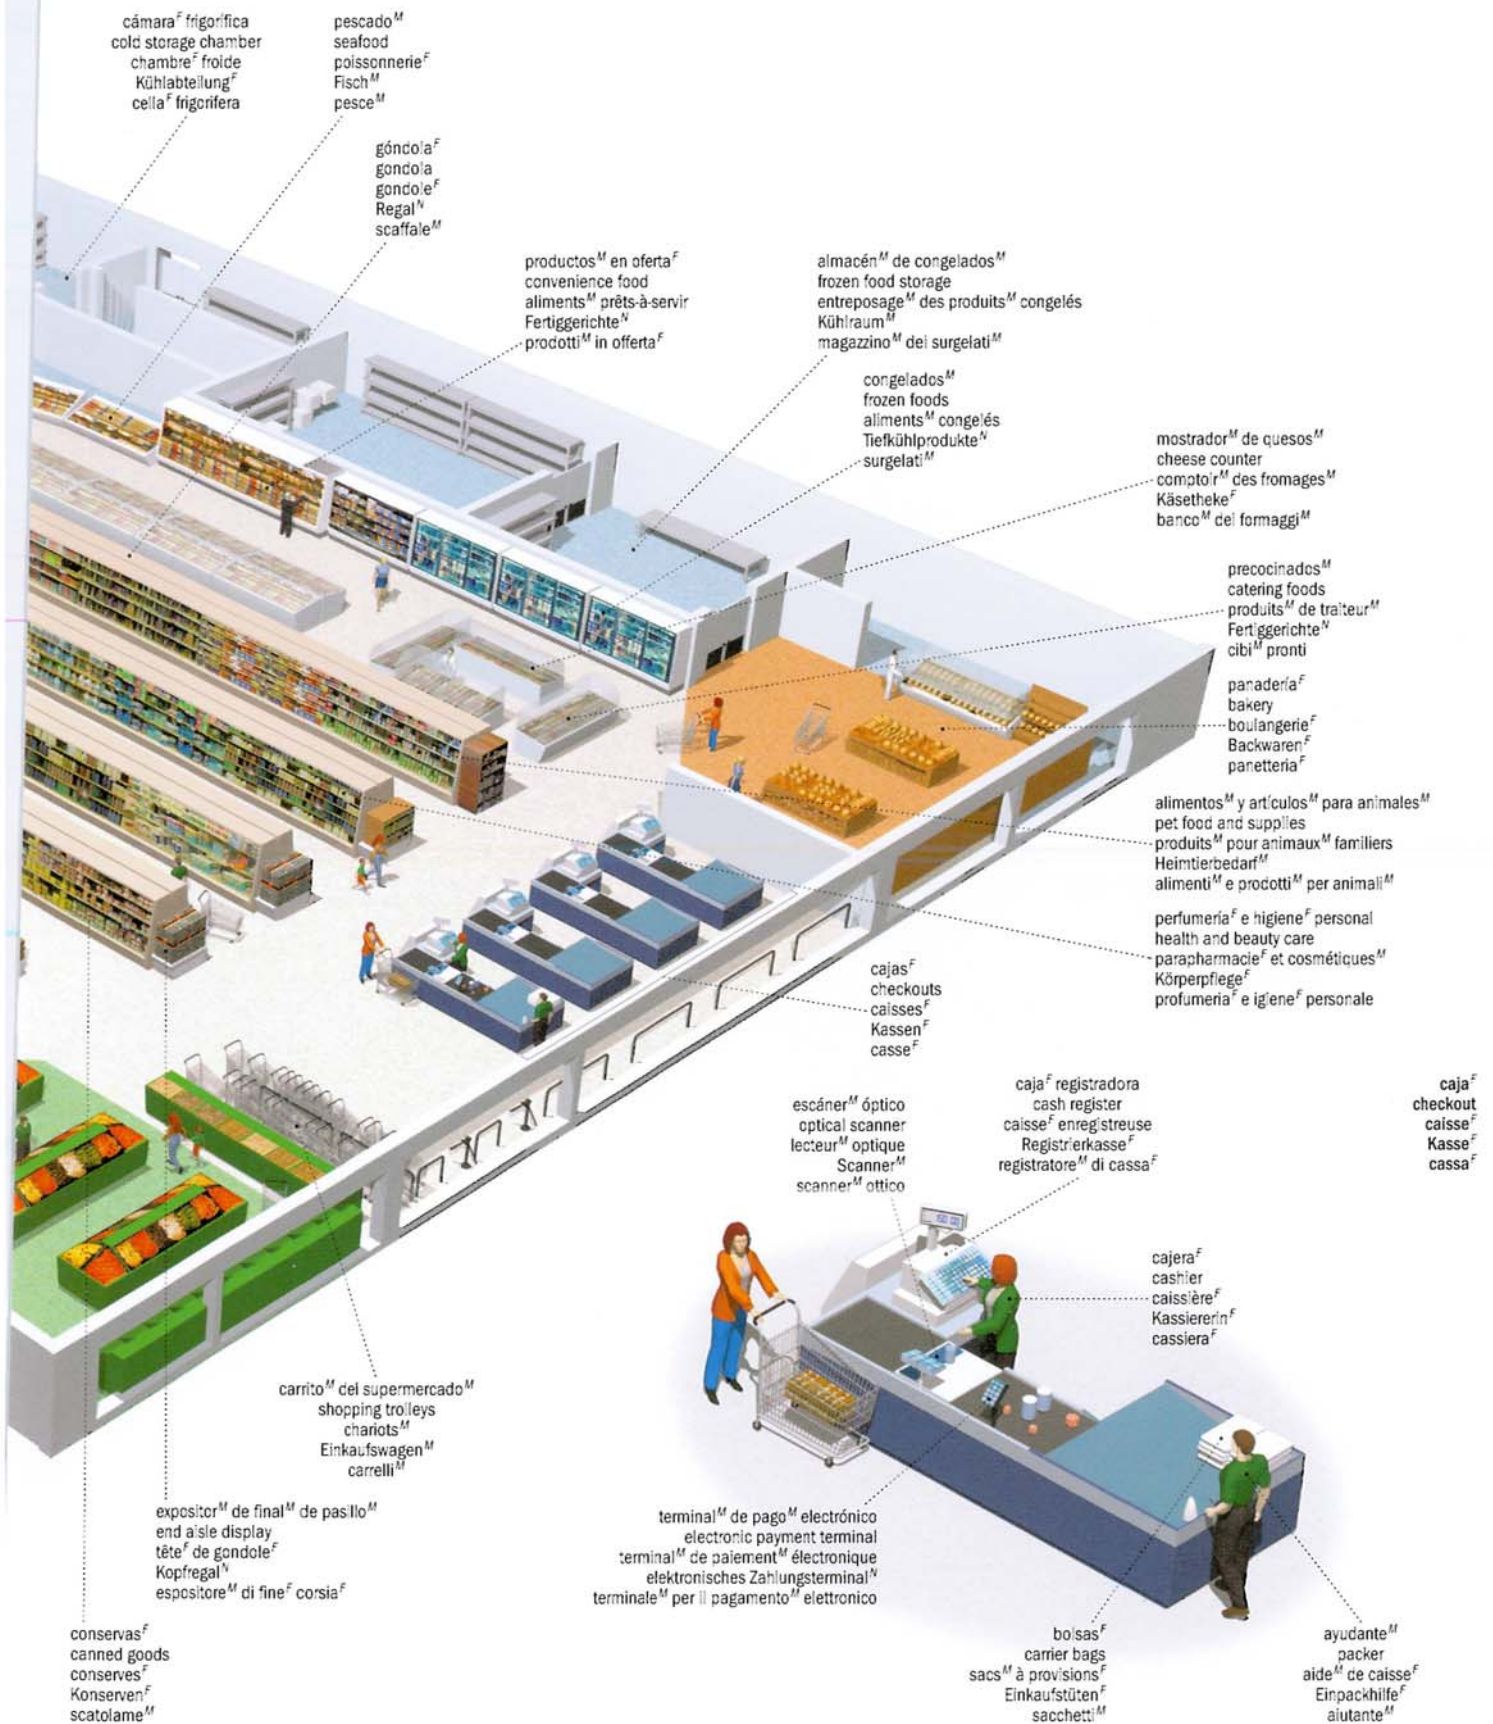 cámara^F frigorífica
cold storage chamber
chambre^F froide
Kühlabteilung^F
cella^F frigorifera
pescado^M
seafood
poissonnerie^F
Fisch^M
pesce^M
góndola^F
gondola
gondole^F
Regal^N
scaffale^M
productos^M en oferta^F
convenience food
aliments^M prêts-à-servir
Fertiggerichte^N
prodotti^M in offerta^F
almacén^M de congelados^M
frozen food storage
entreposage^M des produits^M congelés
Kühlraum^M
magazzino^M dei surgelati^M
congelados^M
frozen foods
aliments^M congelés
Tiefkühlprodukte^N
surgelati^M
mostrador^M de quesos^M
cheese counter
comptoir^M des fromages^M
Käsetheke^F
banco^M dei formaggi^M
precocinados^M
catering foods
produits^M de traiteur^M
Fertiggerichte^N
cibi^M pronti
panadería^F
bakery
boulangerie^F
Backwaren^F
panetteria^F
alimentos^M y artículos^M para animales^M
pet food and supplies
produits^M pour animaux^M familiers
Heimtierbedarf^M
alimenti^M e prodotti^M per animali^M
perfumería^F e higiene^F personal
health and beauty care
parapharmacie^F et cosmétiques^M
Körperpflege^F
profumeria^F e igiene^F personale
cajas^F
checkouts
caisses^F
Kassen^F
casse^F
caja^F
checkout
caisse^F
Kasse^F
cassa^F
escáner^M óptico
optical scanner
lecteur^M optique
Scanner^M
scanner^M ottico
caja^F registradora
cash register
caisse^F enregistreuse
Registrierkasse^F
registratore^M di cassa^F
cajera^F
cashier
caissière^F
Kassiererin^F
cassiera^F
carrito^M del supermercado^M
shopping trolleys
chariots^M
Einkaufswagen^M
carrelli^M
expositor^M de final^M de pasillo^M
end aisle display
tête^F de gondole^F
Kopfregal^N
espositore^M di fine^F corsia^F
terminal^M de pago^M electrónico
electronic payment terminal
terminal^M de paiement^M électronique
elektronisches Zahlungsterminal^N
terminale^M per il pagamento^M elettronico
conservas^F
canned goods
conserves^F
Konserven^F
scatolame^M
bolsas^F
carrier bags
sacs^M à provisions^F
Einkaufstüten^F
sacchetti^M
ayudante^M
packer
aide^M de caisse^F
Einpackhilfe^F
aiutante^M